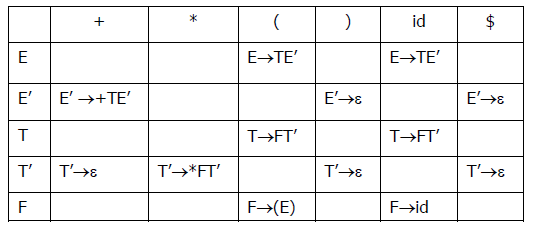 + * ( ) id $
E E→TE′ E→TE′
E′ E′ →+TE′ E′→ε E′→ε
T T→FT′ T→FT′
T′ T′→ε T′→*FT′ T′→ε T′→ε
F F→(E) F→id